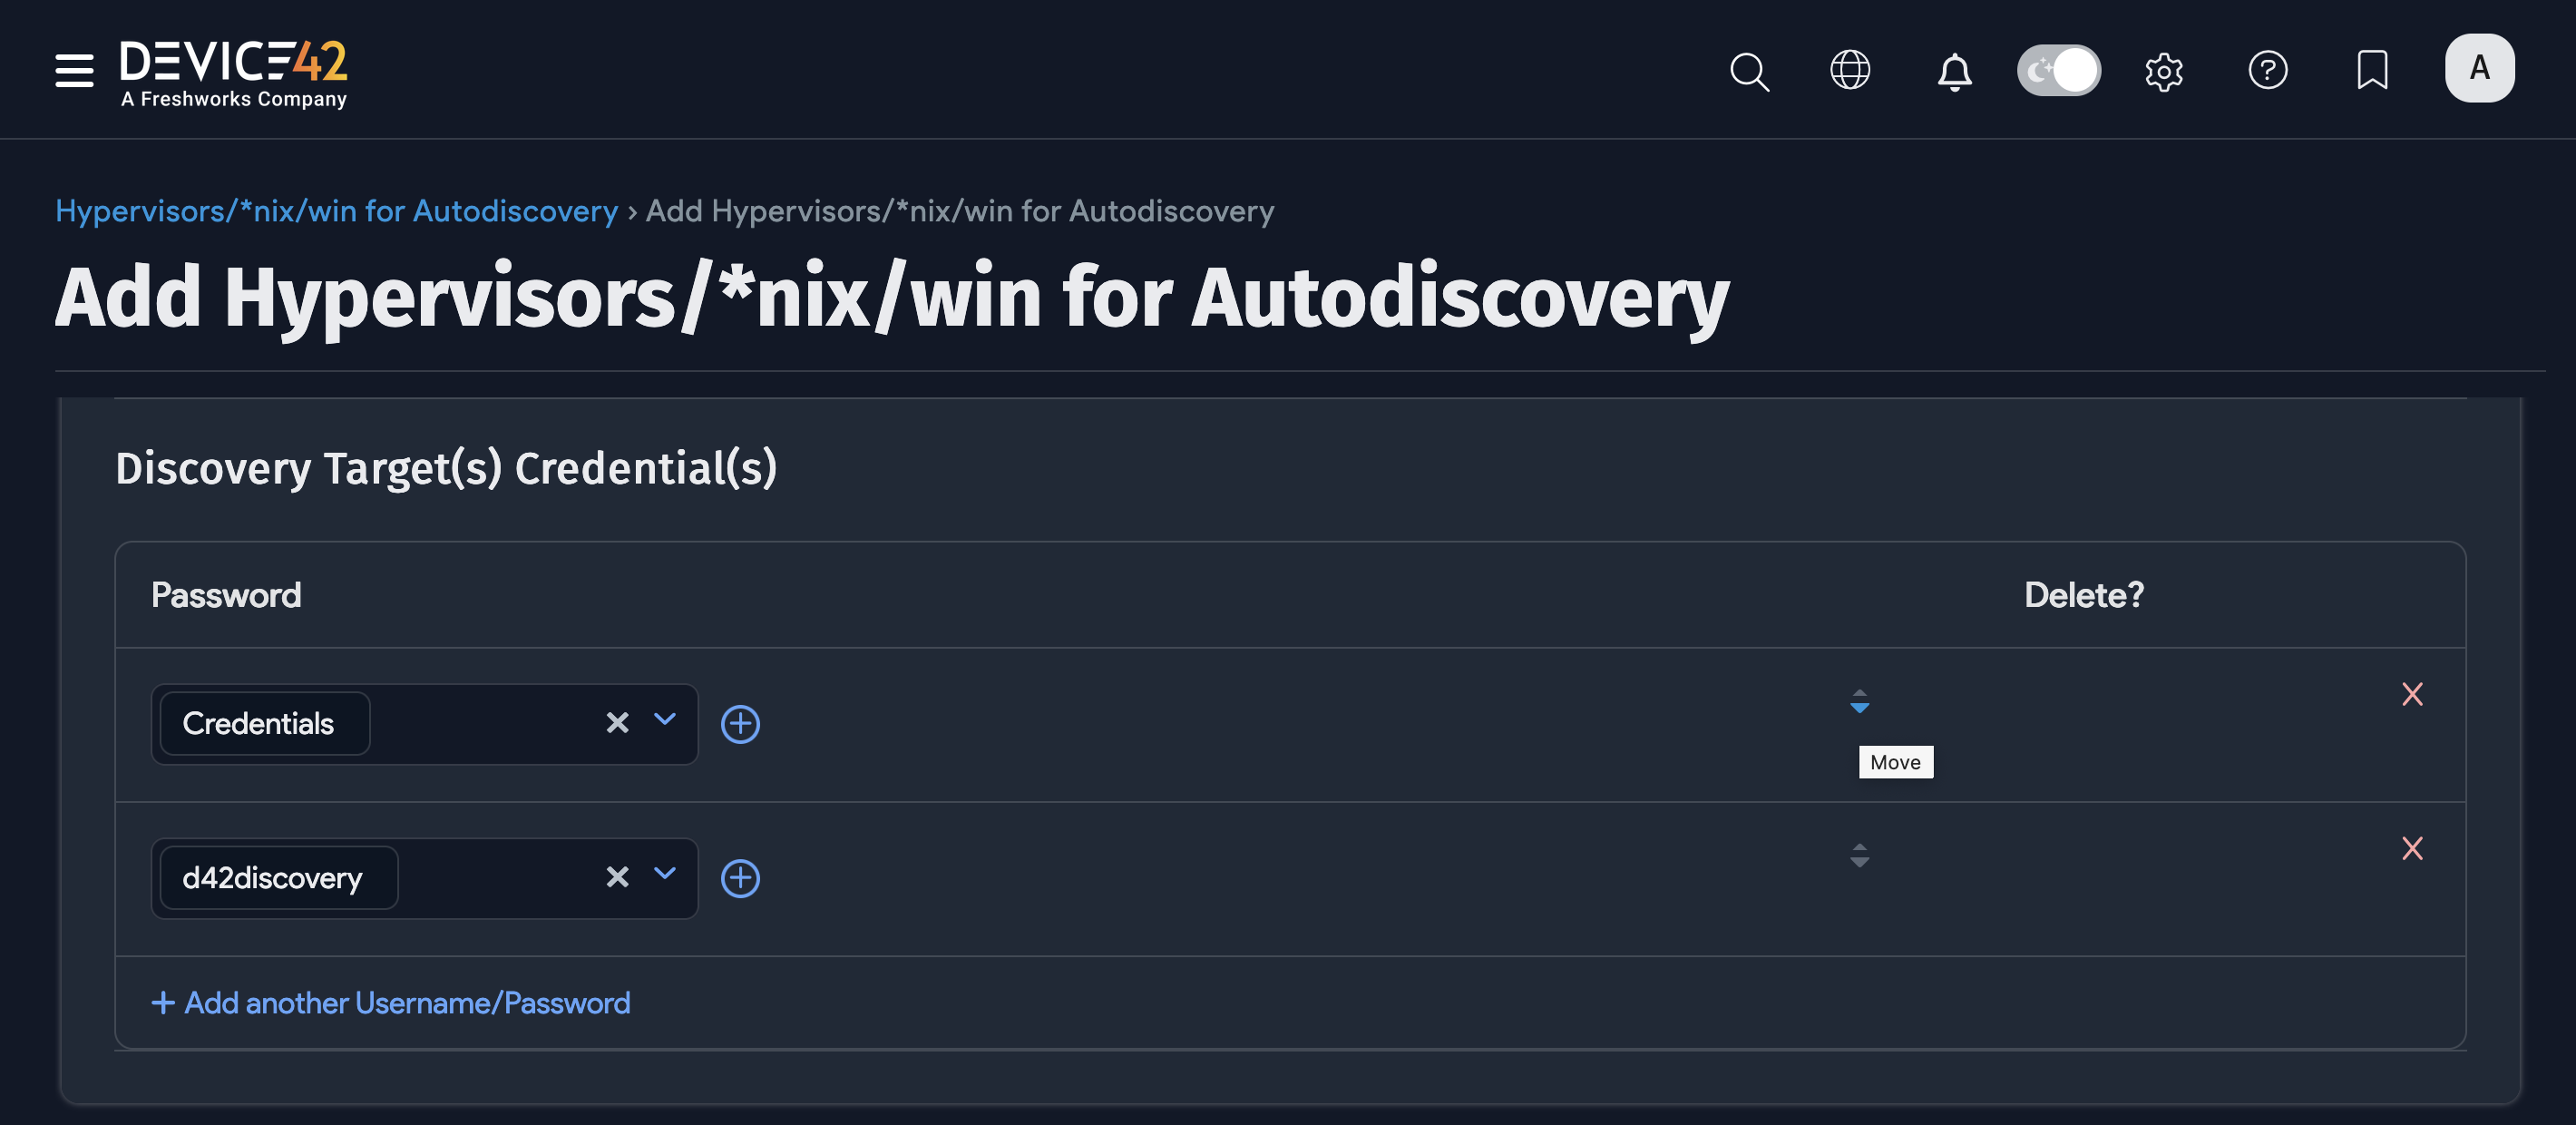 DEVICE42
A Freshworks Company
A
Hypervisors/*nix/win for Autodiscovery › Add Hypervisors/*nix/win for Autodiscovery
Add Hypervisors/*nix/win for Autodiscovery
Discovery Target(s) Credential(s)
Password Delete?
Credentials
Move
d42discovery
+ Add another Username/Password